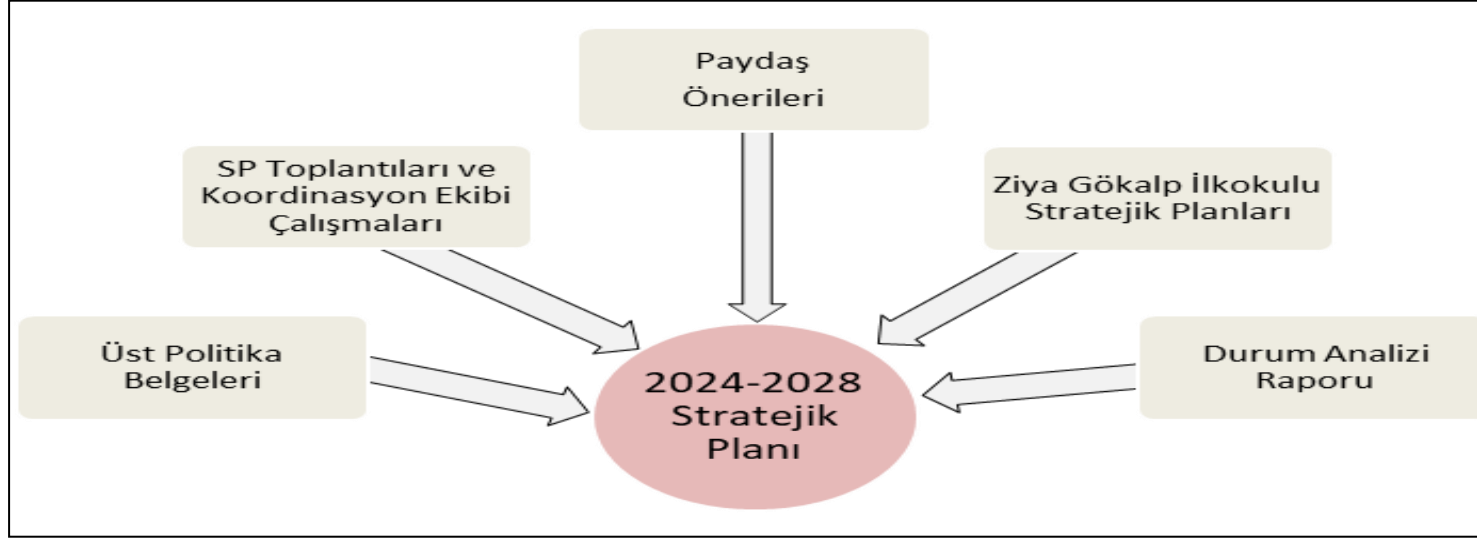 Paydaş
Önerileri
SP Toplantıları ve
Koordinasyon Ekibi
Çalışmaları
Ziya Gökalp İlkokulu
Stratejik Planları
Üst Politika
Belgeleri
Durum Analizi
Raporu
2024-2028
Stratejik
Planı